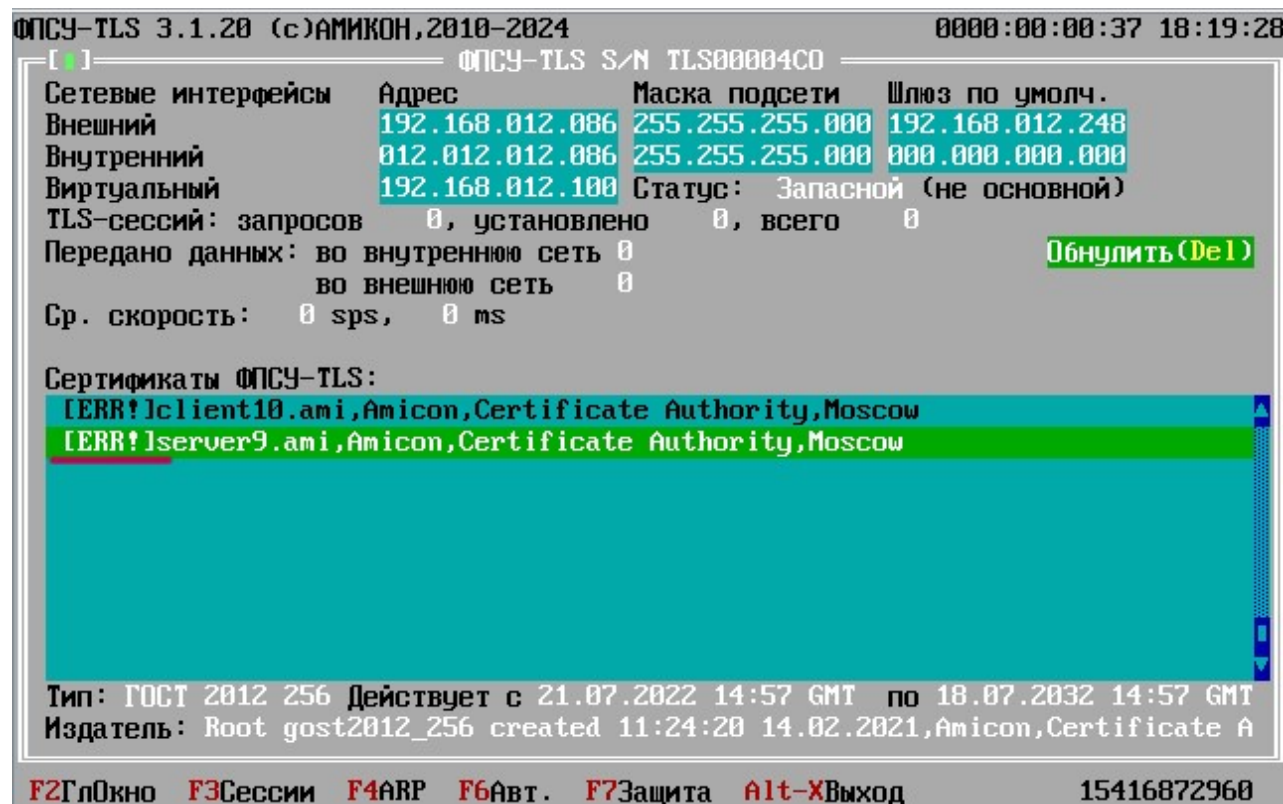 ФПСУ-TLS 3.1.20 (с)АМИКОН,2010-2024 0000:00:00:37 18:19:28
[ ] ФПСУ-TLS S/N TLS00004CO
Сетевые интерфейсы Адрес Маска подсети Шлюз по умолч.
Внешний 192.168.012.086 255.255.255.000 192.168.012.248
Внутренний 012.012.012.086 255.255.255.000 000.000.000.000
Виртуальный 192.168.012.100 Статус: Запасной (не основной)
TLS-сессий: запросов 0, установлено 0, всего 0
Передано данных: во внутреннюю сеть 0 Обнулить(Del)
во внешнюю сеть 0
Ср. скорость: 0 sps, 0 ms
Сертификаты ФПСУ-TLS:
[ERR!]client10.ami,Amicon,Certificate Authority,Moscow
[ERR!]server9.ami,Amicon,Certificate Authority,Moscow
Тип: ГОСТ 2012 256 Действует с 21.07.2022 14:57 GMT по 18.07.2032 14:57 GMT
Издатель: Root gost2012_256 created 11:24:20 14.02.2021,Amicon,Certificate A
F2ГлОкно F3Сессии F4ARP F6Авт. F7Защита Alt-XВыход 15416872960